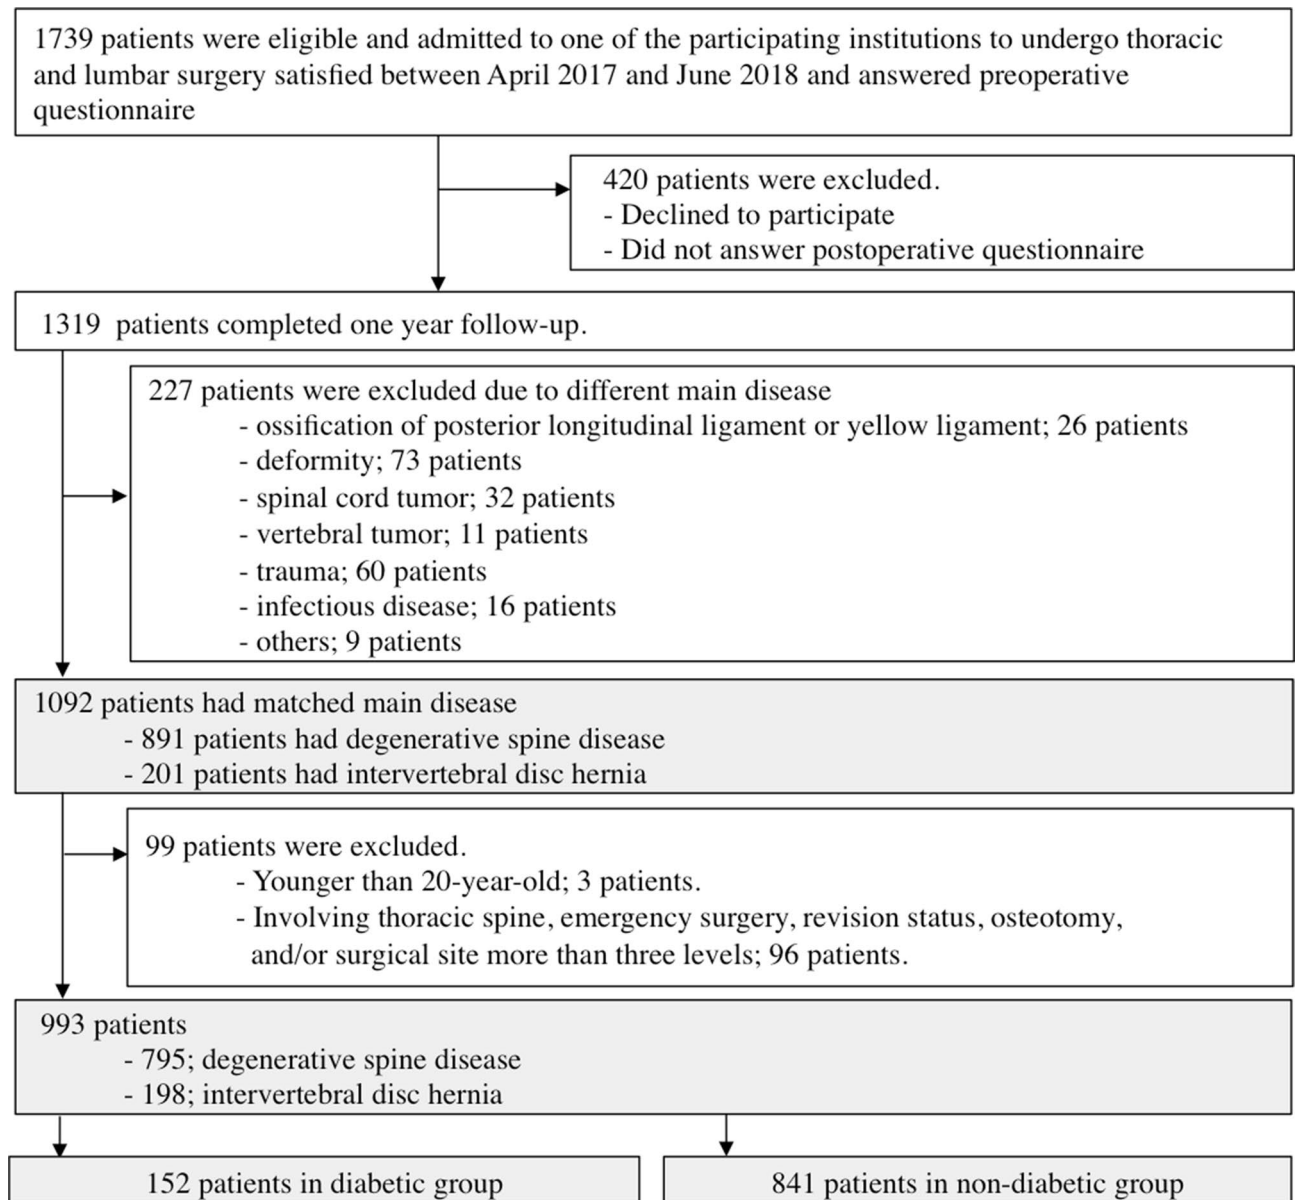 1739 patients were eligible and admitted to one of the participating institutions to undergo thoracic
and lumbar surgery satisfied between April 2017 and June 2018 and answered preoperative
questionnaire
420 patients were excluded.
- Declined to participate
- Did not answer postoperative questionnaire
1319 patients completed one year follow-up.
227 patients were excluded due to different main disease
- ossification of posterior longitudinal ligament or yellow ligament; 26 patients
- deformity; 73 patients
- spinal cord tumor; 32 patients
- vertebral tumor; 11 patients
- trauma; 60 patients
- infectious disease; 16 patients
- others; 9 patients
1092 patients had matched main disease
- 891 patients had degenerative spine disease
- 201 patients had intervertebral disc hernia
99 patients were excluded.
- Younger than 20-year-old; 3 patients.
- Involving thoracic spine, emergency surgery, revision status, osteotomy,
and/or surgical site more than three levels; 96 patients.
993 patients
- 795; degenerative spine disease
- 198; intervertebral disc hernia
152 patients in diabetic group
841 patients in non-diabetic group